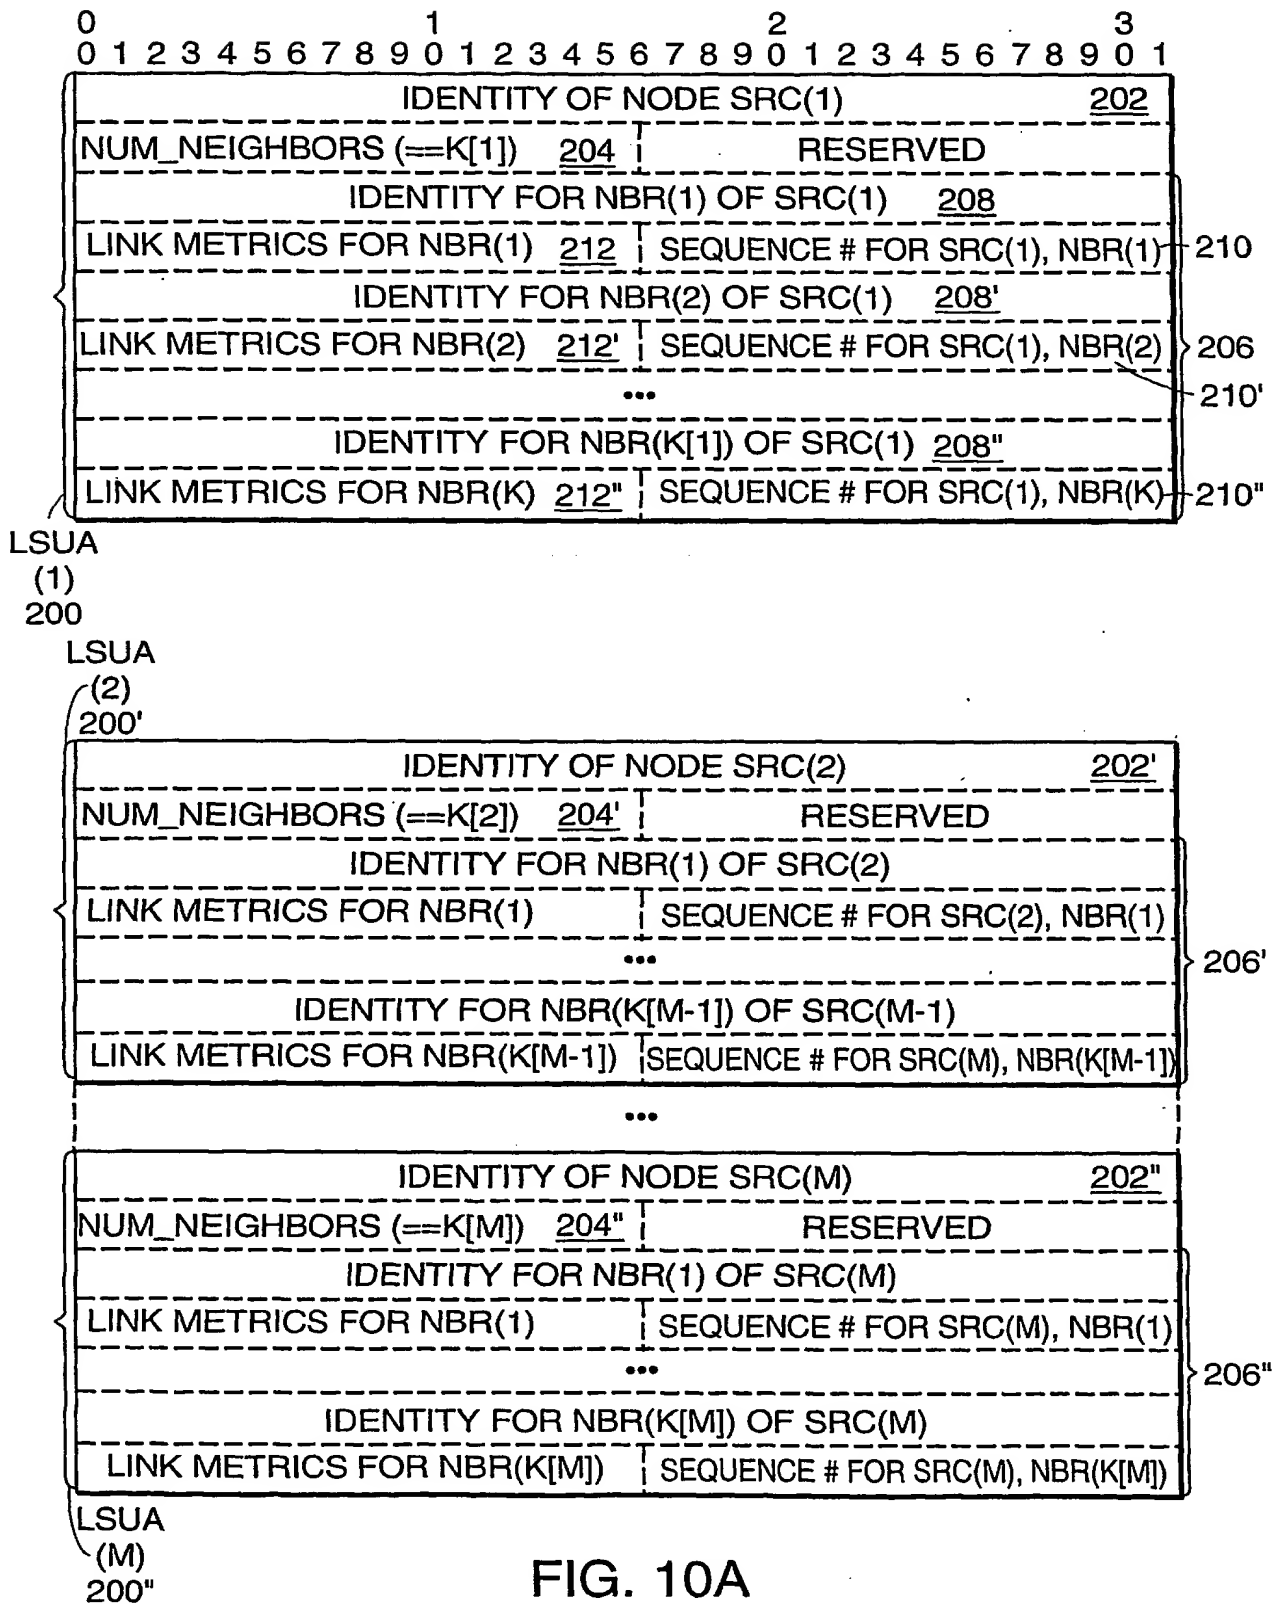 0 1 2 3
0 1 2 3 4 5 6 7 8 9 0 1 2 3 4 5 6 7 8 9 0 1 2 3 4 5 6 7 8 9 0 1
IDENTITY OF NODE SRC(1) 202
NUM_NEIGHBORS (==K[1]) 204 RESERVED
IDENTITY FOR NBR(1) OF SRC(1) 208
LINK METRICS FOR NBR(1) 212 SEQUENCE # FOR SRC(1), NBR(1) 210
IDENTITY FOR NBR(2) OF SRC(1) 208'
LINK METRICS FOR NBR(2) 212' SEQUENCE # FOR SRC(1), NBR(2) 206
••• 210'
IDENTITY FOR NBR(K[1]) OF SRC(1) 208"
LINK METRICS FOR NBR(K) 212" SEQUENCE # FOR SRC(1), NBR(K) 210"
LSUA
(1)
200
LSUA
(2)
200'
IDENTITY OF NODE SRC(2) 202'
NUM_NEIGHBORS (==K[2]) 204' RESERVED
IDENTITY FOR NBR(1) OF SRC(2)
LINK METRICS FOR NBR(1) SEQUENCE # FOR SRC(2), NBR(1)
••• 206'
IDENTITY FOR NBR(K[M-1]) OF SRC(M-1)
LINK METRICS FOR NBR(K[M-1]) SEQUENCE # FOR SRC(M), NBR(K[M-1])
•••
IDENTITY OF NODE SRC(M) 202"
NUM_NEIGHBORS (==K[M]) 204" RESERVED
IDENTITY FOR NBR(1) OF SRC(M)
LINK METRICS FOR NBR(1) SEQUENCE # FOR SRC(M), NBR(1)
••• 206"
IDENTITY FOR NBR(K[M]) OF SRC(M)
LINK METRICS FOR NBR(K[M]) SEQUENCE # FOR SRC(M), NBR(K[M])
LSUA
(M)
200"
FIG. 10A